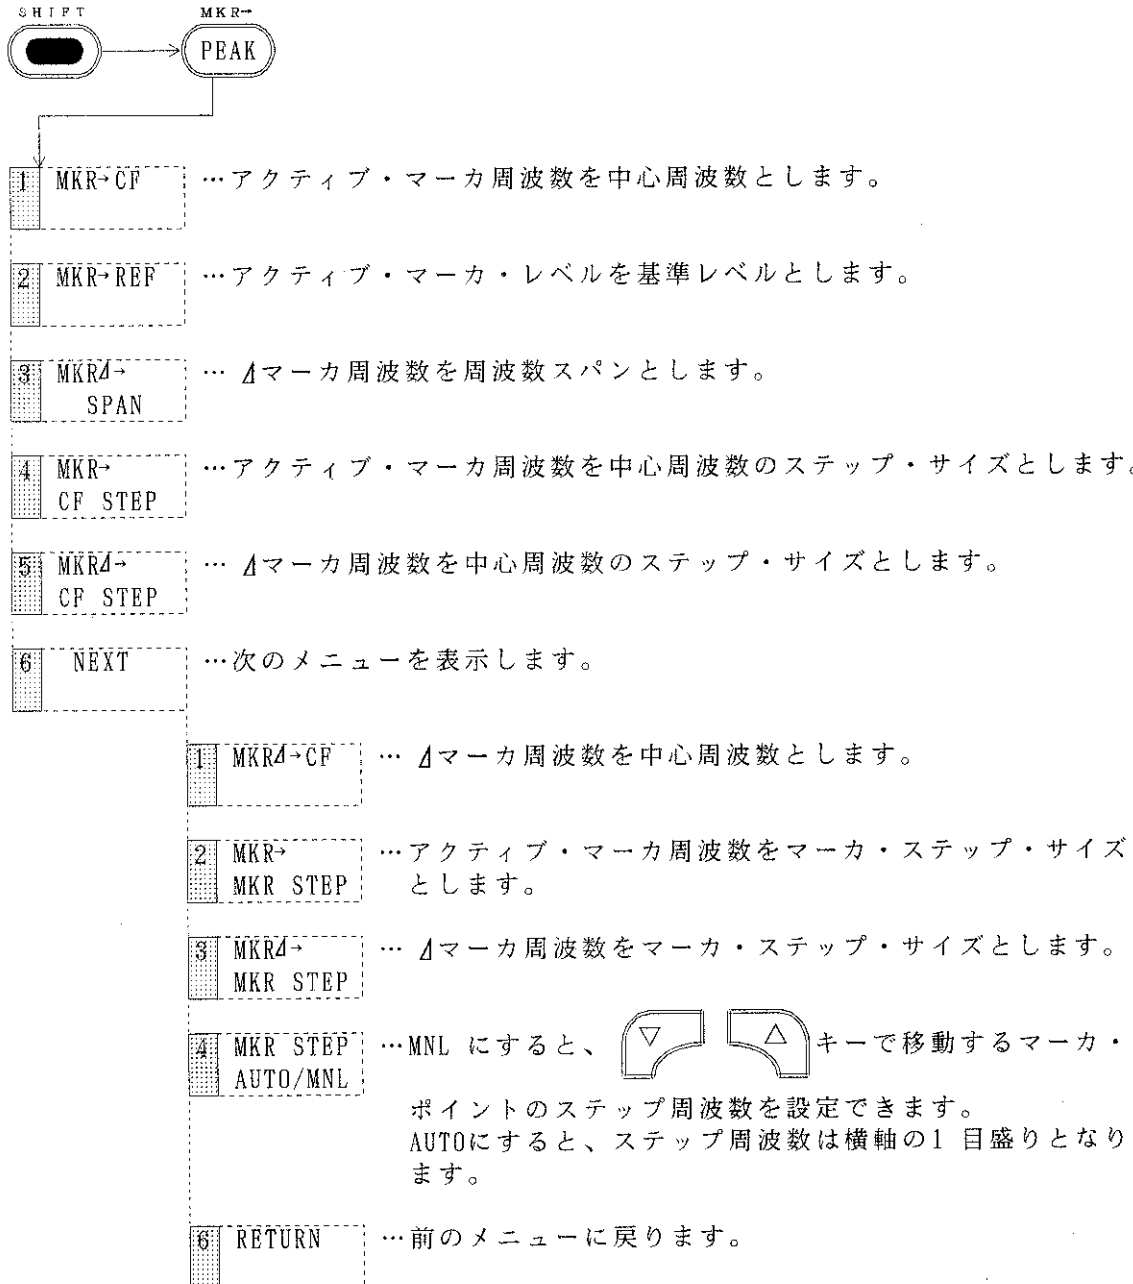 SHIFT MKR→
PEAK
1 MKR→CF …アクティブ・マーカ周波数を中心周波数とします。
2 MKR→REF …アクティブ・マーカ・レベルを基準レベルとします。
3 MKR⊿→ … ⊿マーカ周波数を周波数スパンとします。
SPAN
4 MKR→ …アクティブ・マーカ周波数を中心周波数のステップ・サイズとします。
CF STEP
5 MKR⊿→ … ⊿マーカ周波数を中心周波数のステップ・サイズとします。
CF STEP
6 NEXT …次のメニューを表示します。
1 MKR⊿→CF … ⊿マーカ周波数を中心周波数とします。
2 MKR→ …アクティブ・マーカ周波数をマーカ・ステップ・サイズ
MKR STEP とします。
3 MKR⊿→ … ⊿マーカ周波数をマーカ・ステップ・サイズとします。
MKR STEP
4 MKR STEP …MNL にすると、 ▽ △ キーで移動するマーカ・
AUTO/MNL
ポイントのステップ周波数を設定できます。
AUTOにすると、ステップ周波数は横軸の1 目盛りとなり
ます。
6 RETURN …前のメニューに戻ります。